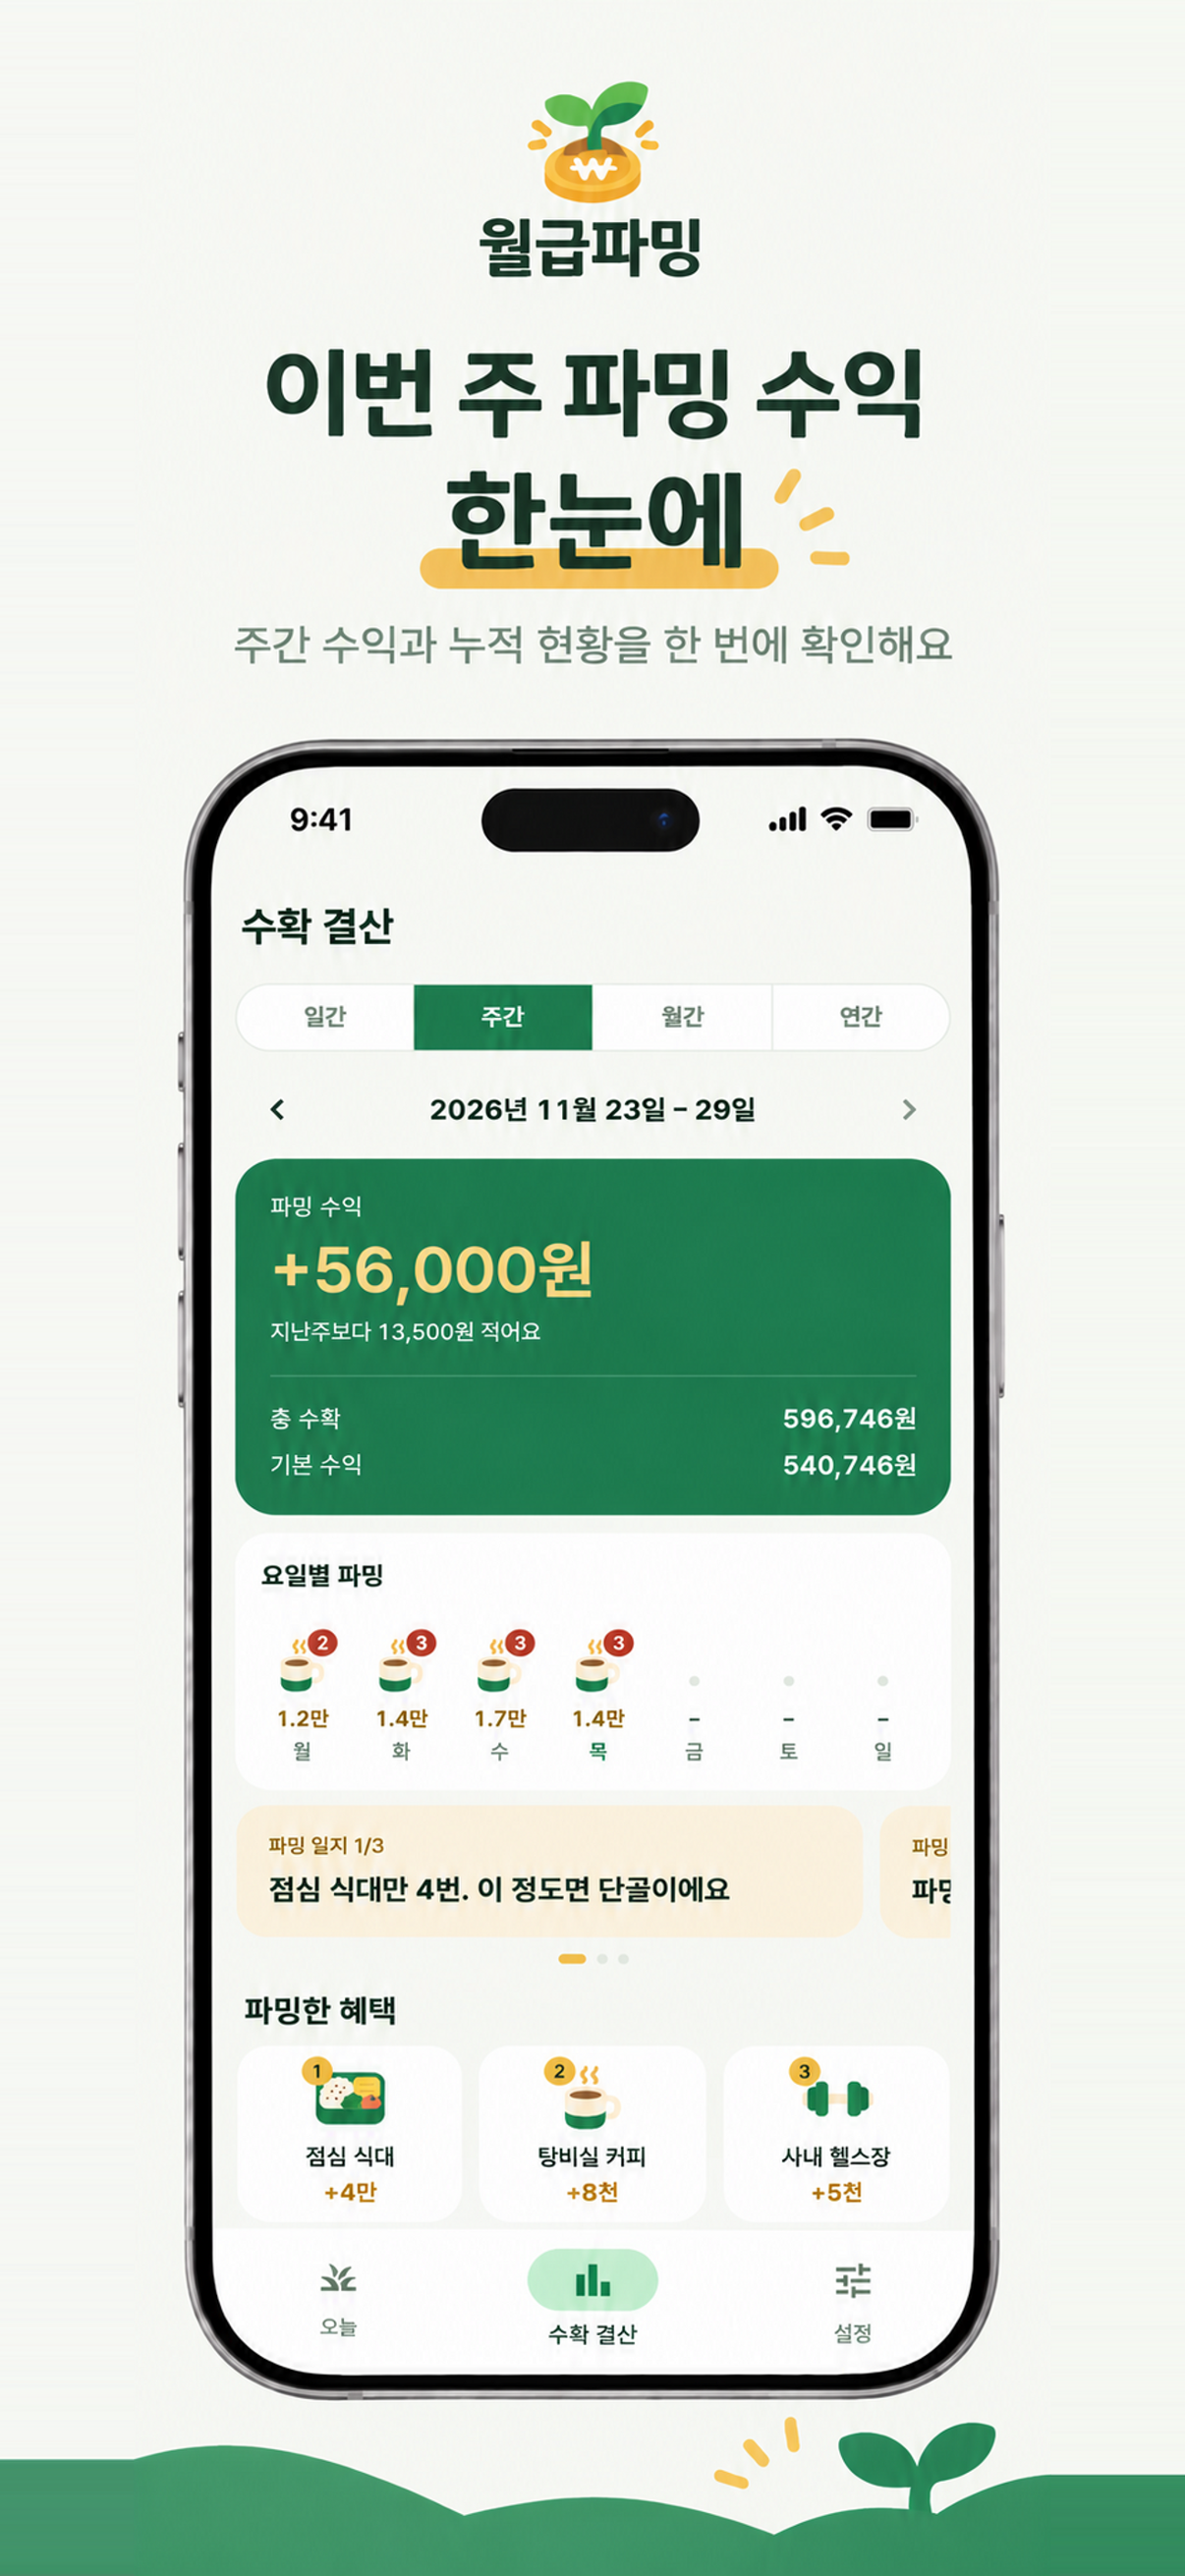 월급파밍
이번 주 파밍 수익
한눈에
주간 수익과 누적 현황을 한 번에 확인해요
9:41
수확 결산
일간 주간 월간 연간
2026년 11월 23일 – 29일
파밍 수익
+56,000원
지난주보다 13,500원 적어요
총 수확 596,746원
기본 수익 540,746원
요일별 파밍
2 3 3 3
1.2만 1.4만 1.7만 1.4만 – – –
월 화 수 목 금 토 일
파밍 일지 1/3 파밍
점심 식대만 4번. 이 정도면 단골이에요 파밍
파밍한 혜택
1 2 3
점심 식대 탕비실 커피 사내 헬스장
+4만 +8천 +5천
오늘 수확 결산 설정